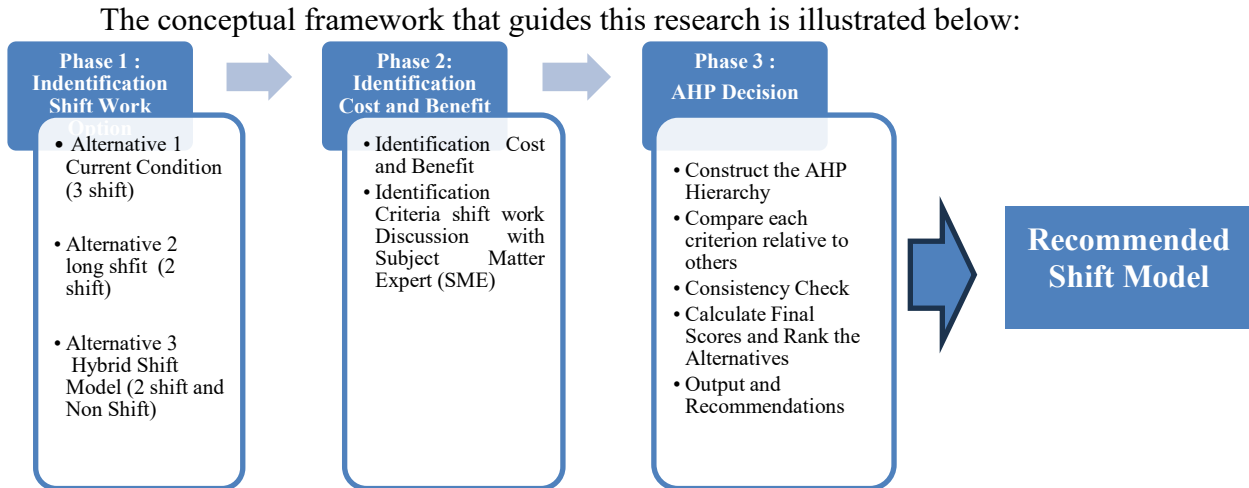 The conceptual framework that guides this research is illustrated below:
Phase 1 :
Indentification
Shift Work
Option
• Alternative 1
Current Condition
(3 shift)
• Alternative 2
long shfit (2
shift)
• Alternative 3
Hybrid Shift
Model (2 shift and
Non Shift)
Phase 2:
Identification
Cost and Benefit
• Identification Cost
and Benefit
• Identification
Criteria shift work
Discussion with
Subject Matter
Expert (SME)
Phase 3 :
AHP Decision
• Construct the AHP
Hierarchy
• Compare each
criterion relative to
others
• Consistency Check
• Calculate Final
Scores and Rank the
Alternatives
• Output and
Recommendations
Recommended
Shift Model